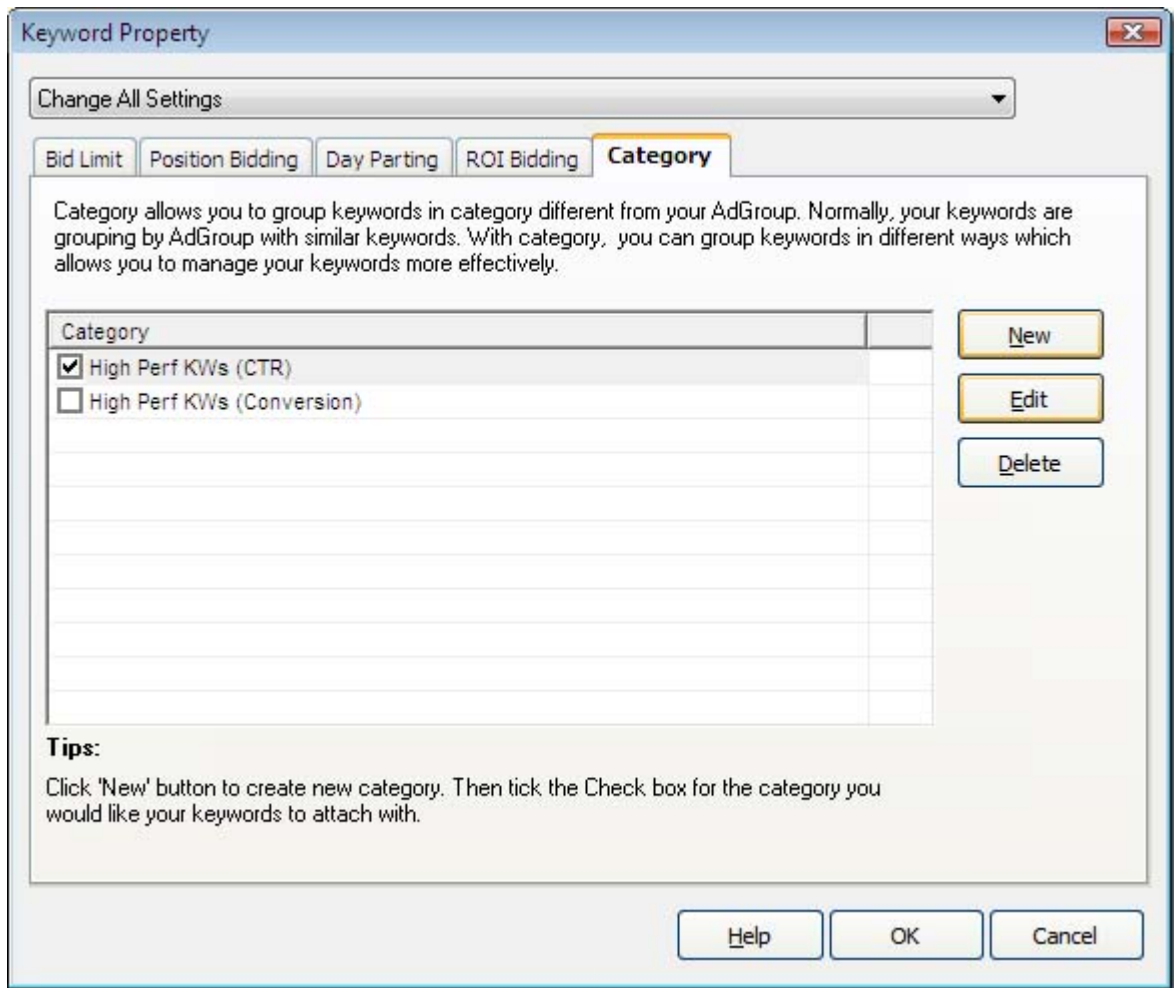 Keyword Property
Change All Settings
Bid Limit Position Bidding Day Parting ROI Bidding Category
Category allows you to group keywords in category different from your AdGroup. Normally, your keywords are
grouping by AdGroup with similar keywords. With category, you can group keywords in different ways which
allows you to manage your keywords more effectively.
Category
New
High Perf KWs (CTR)
High Perf KWs (Conversion)
Edit
Delete
Tips:
Click 'New' button to create new category. Then tick the Check box for the category you
would like your keywords to attach with.
Help OK Cancel